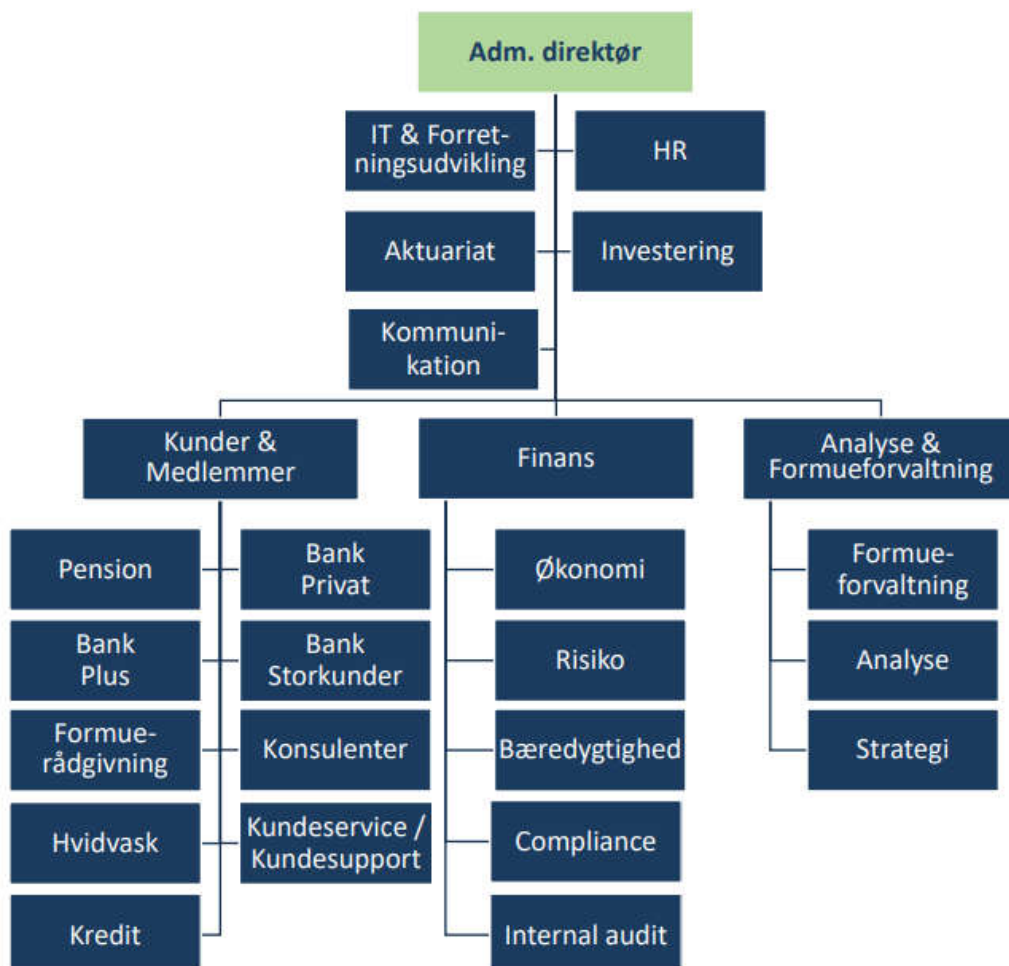 Adm. direktør
IT & Forret-
ningsudvikling
HR
Aktuariat
Investering
Kommuni-
kation
Kunder &
Medlemmer
Finans
Analyse &
Formueforvaltning
Pension
Bank
Privat
Økonomi
Formue-
forvaltning
Bank
Plus
Bank
Storkunder
Risiko
Analyse
Formue-
rådgivning
Konsulenter
Bæredygtighed
Strategi
Hvidvask
Kundeservice /
Kundesupport
Compliance
Kredit
Internal audit